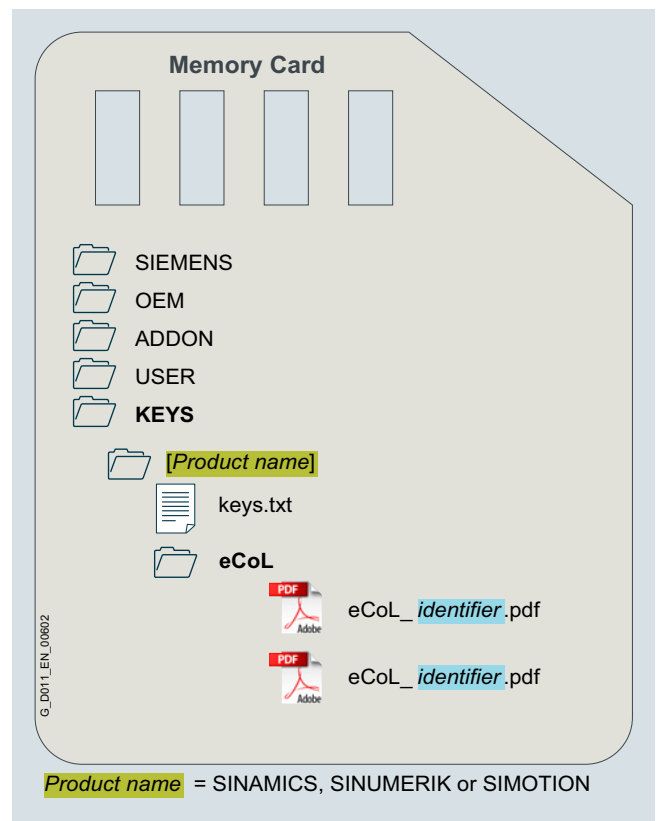 Memory Card
SIEMENS
OEM
ADDON
USER
KEYS
[Product name]
keys.txt
eCoL
PDF
Adobe
eCoL_ identifier.pdf
PDF
Adobe
eCoL_ identifier.pdf
G_D011_EN_00602
Product name = SINAMICS, SINUMERIK or SIMOTION